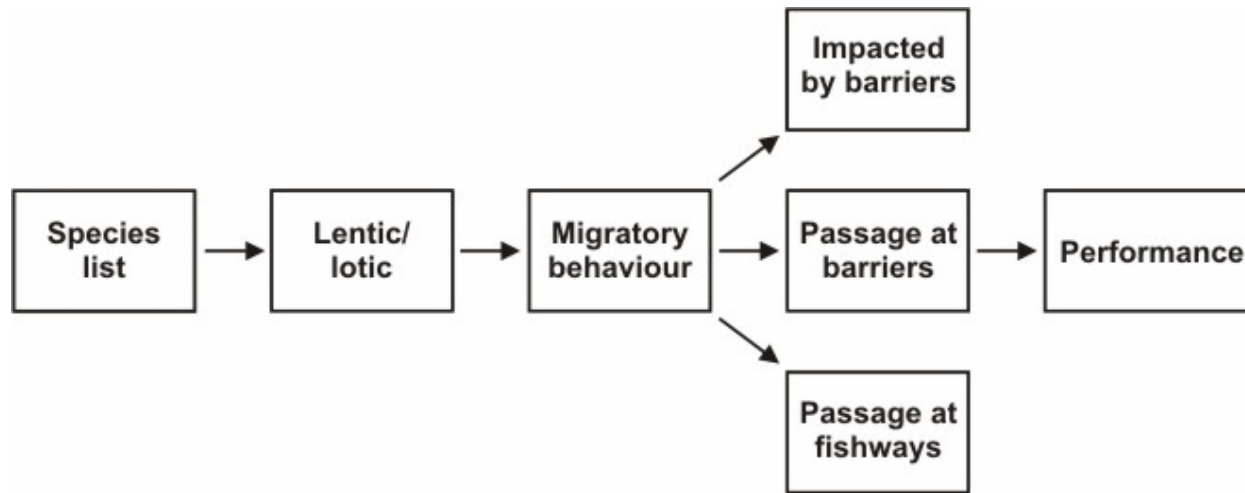 Impacted
by barriers
Species
list
Lentic/
lotic
Migratory
behaviour
Passage at
barriers
Performance
Passage at
fishways